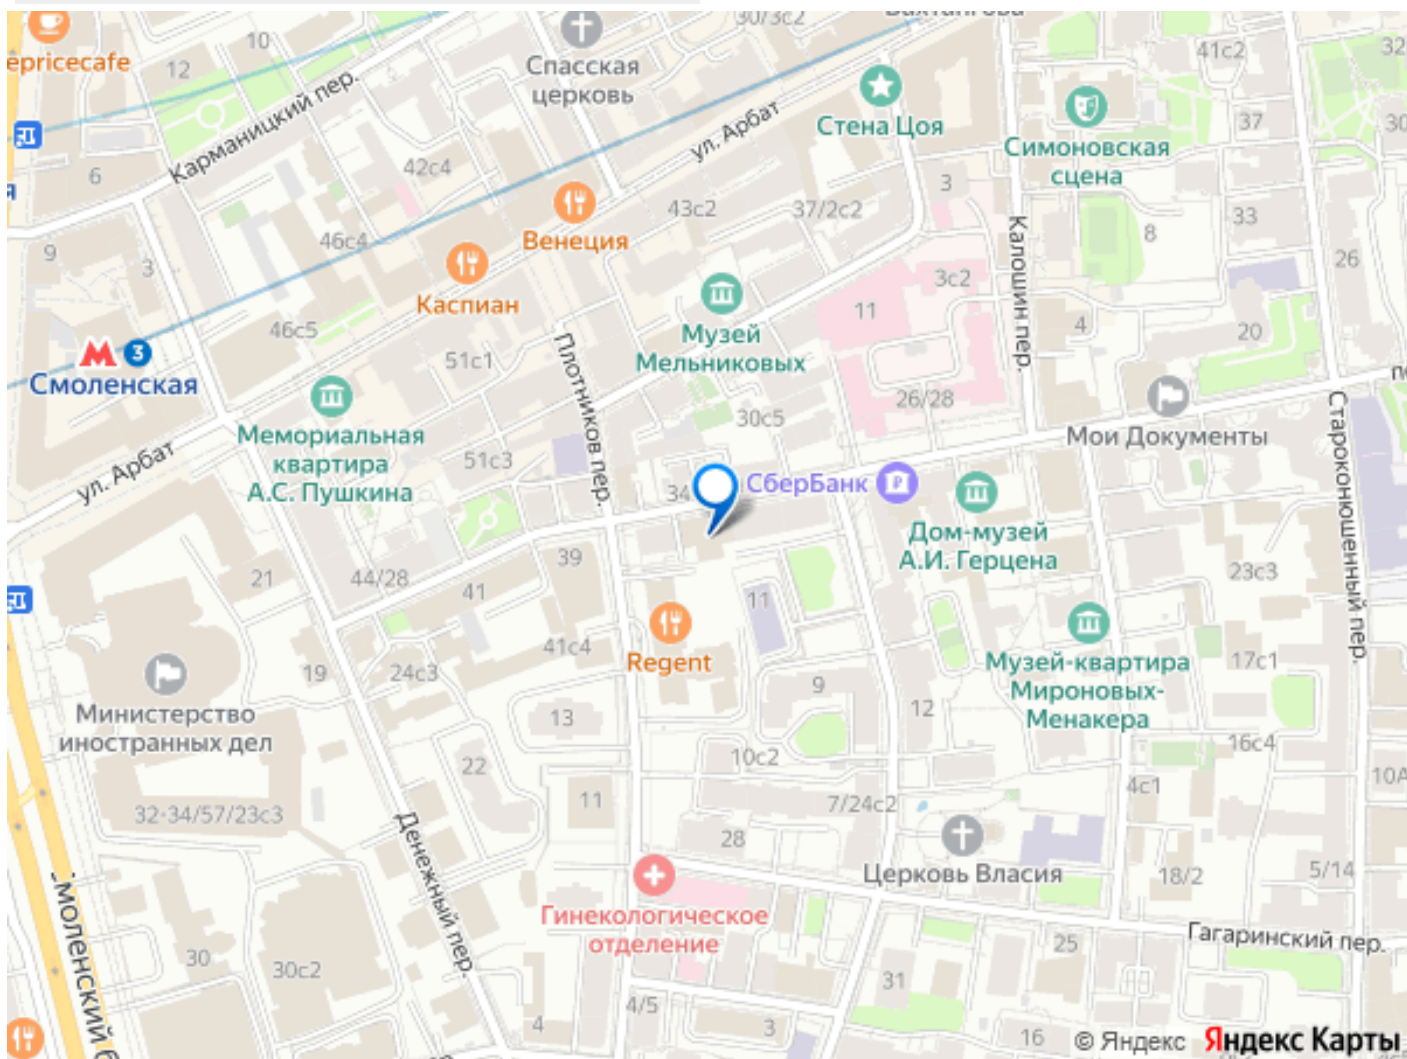 30/3с2
Вахтангова
10
41с2
32
epricecafe
12
Спасская
церковь
Карманицкий пер.
ул. Арбат
Стена Цоя
37
30
Симоновская
сцена
42с4
6
3
43с2
37/2с2
33
8
Венеция
46с4
9
3
Калошин пер.
26
3с2
Каспиан
11
46с5
Музей
Мельниковых
4
20
М 3
Смоленская
51с1
Плотников пер.
26/28
30с5
Мои Документы
Мемориальная
квартира
А.С. Пушкина
ул. Арбат
51с3
34
СберБанк
Староконюшенный пер.
Дом-музей
А.И. Герцена
39
23с3
21
44/28
41
11
41с4
Regent
19
24с3
Музей-квартира
Мироновых-
Менакера
17с1
9
Министерство
иностранных дел
13
12
16с4
10с2
22
10А
4с1
32-34/57/23с3
11
7/24с2
28
Денежный пер.
Церковь Власия
18/2
5/14
Гинекологическое
отделение
Гагаринский пер.
25
моленский б
30
30с2
31
4/5
4
3
16
© Яндекс Яндекс Карты